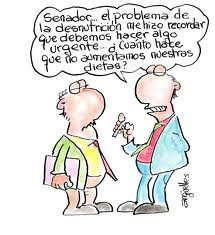 Senador... el problema de
la desnutrición me hizo recordar
que debemos hacer algo
urgente... ¿Cuánto hace
que no aumentamos nuestras
dietas?